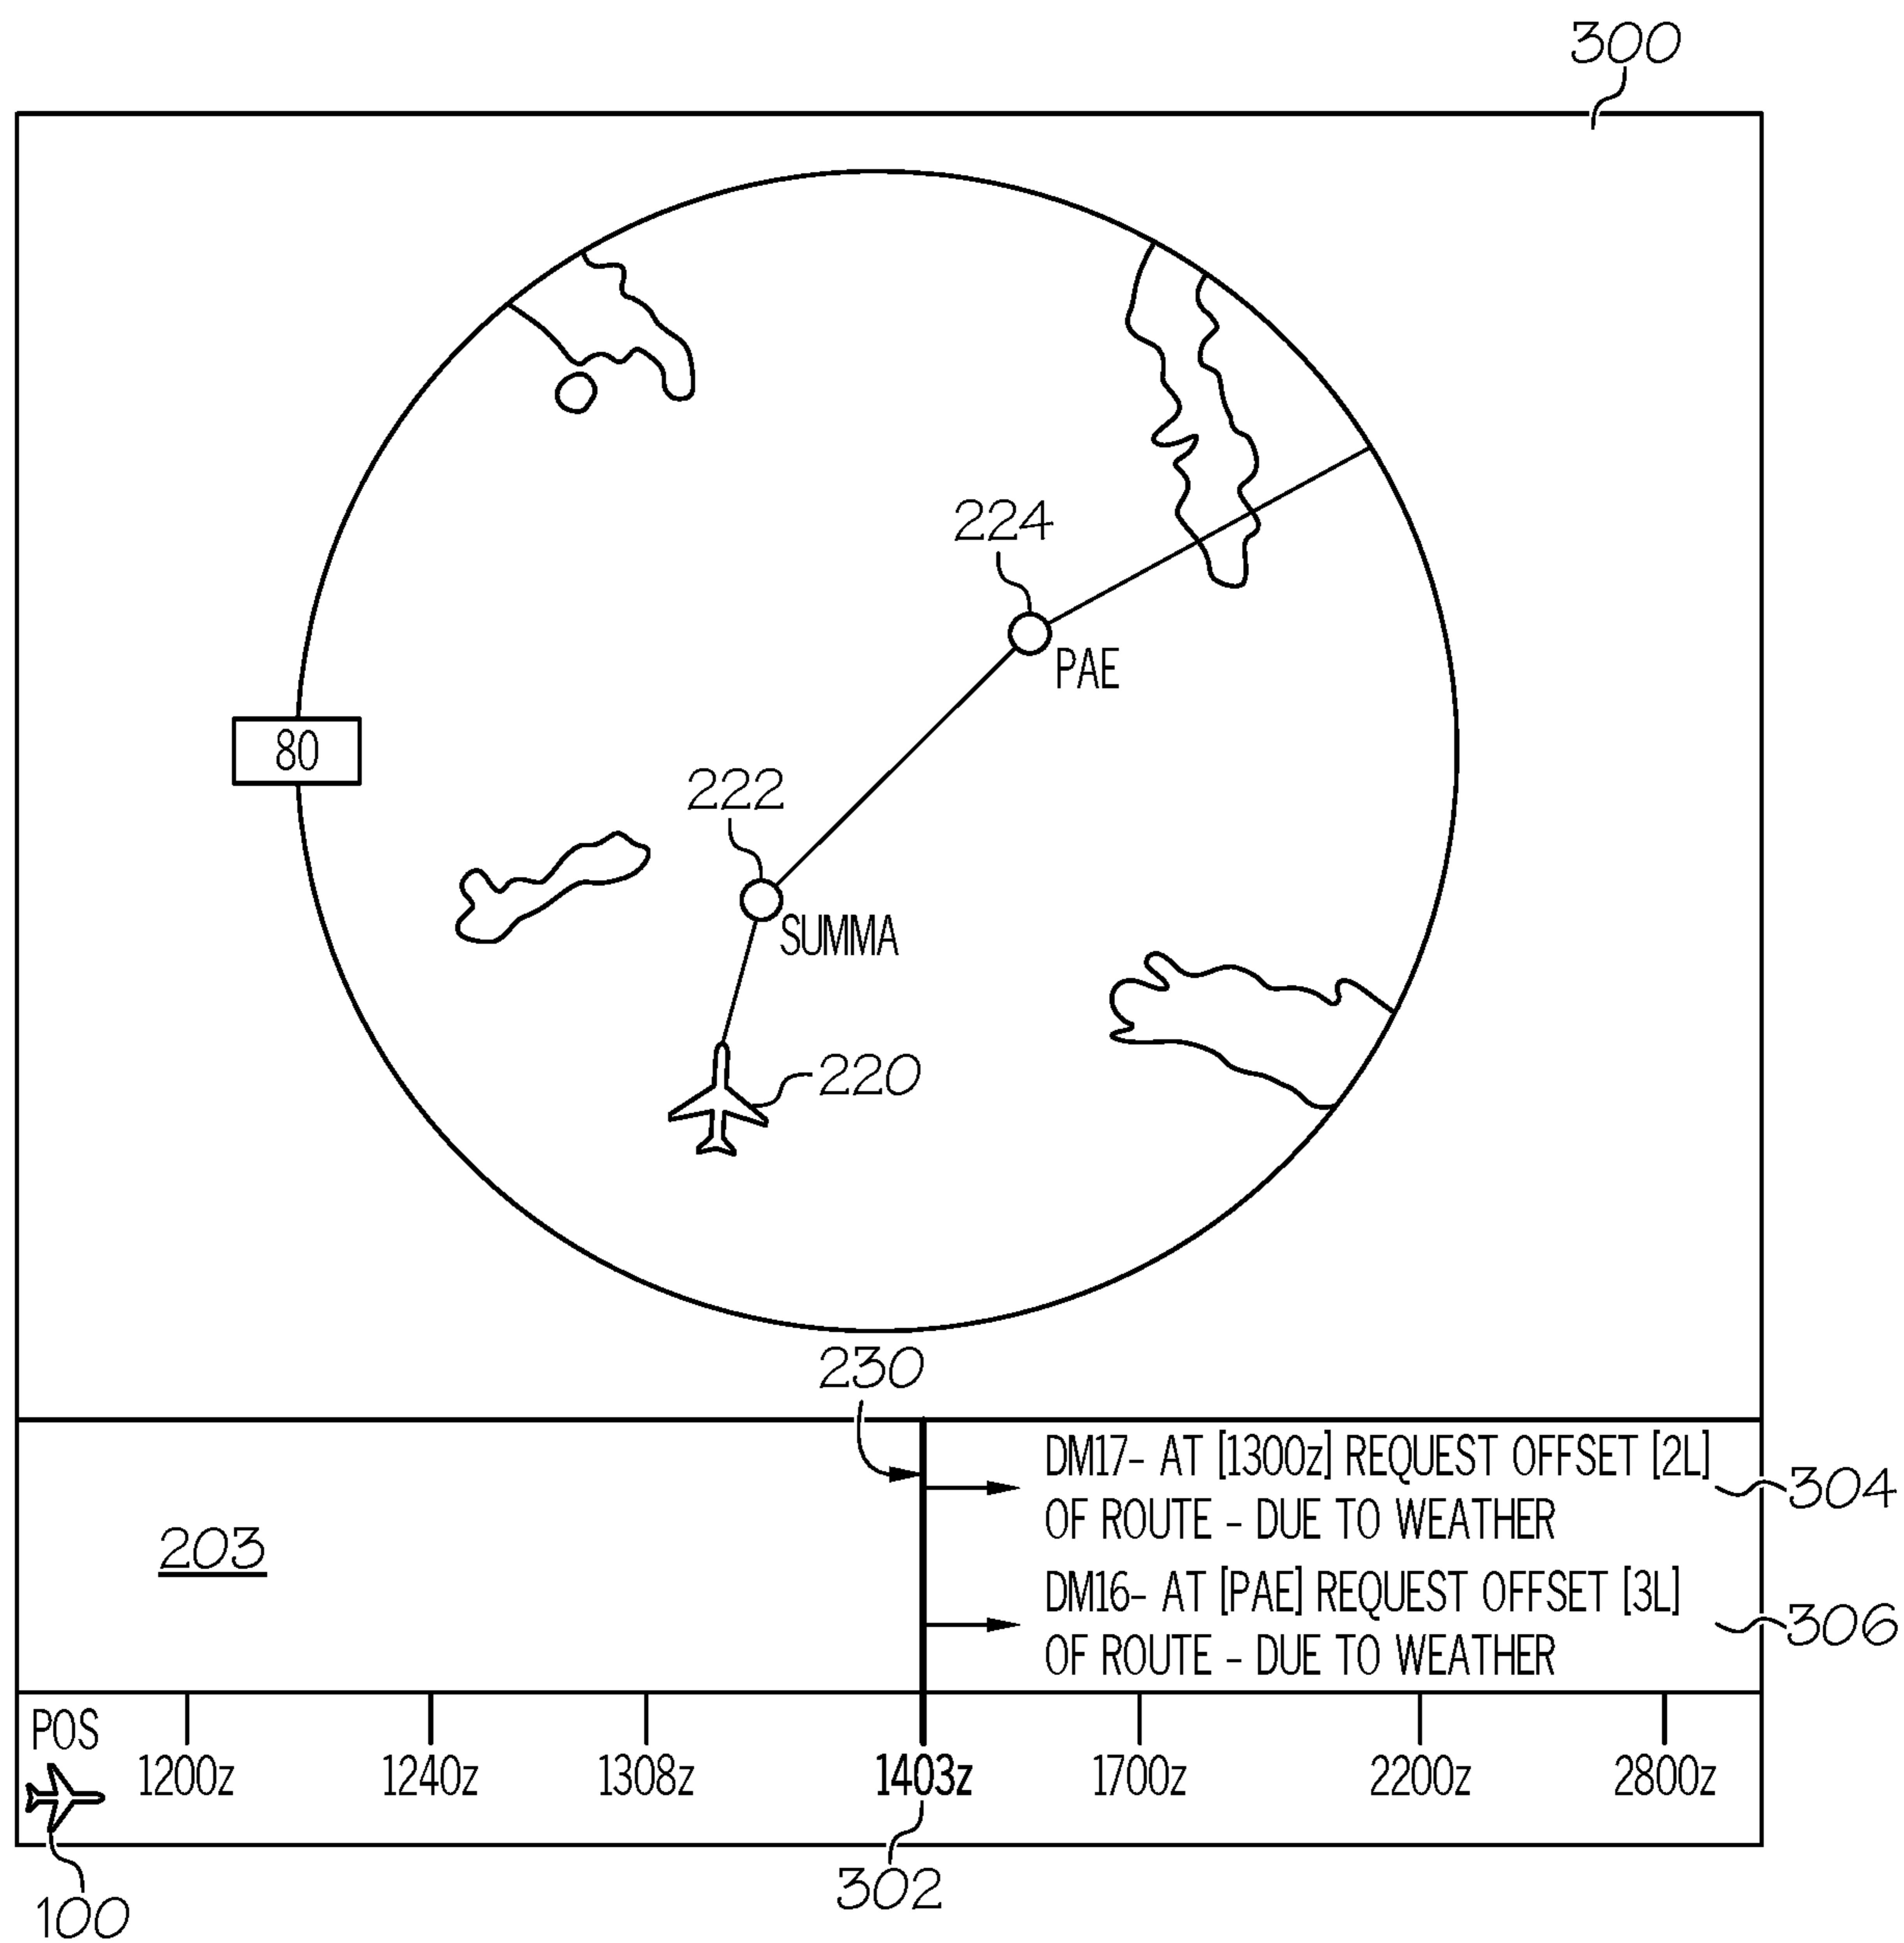 300
224
PAE
80
222
SUMMA
220
230
DM17- AT [1300z] REQUEST OFFSET [2L]
OF ROUTE - DUE TO WEATHER
304
203
DM16- AT [PAE] REQUEST OFFSET [3L]
OF ROUTE - DUE TO WEATHER
306
POS
1200z 1240z 1308z 1403z 1700z 2200z 2800z
100
302